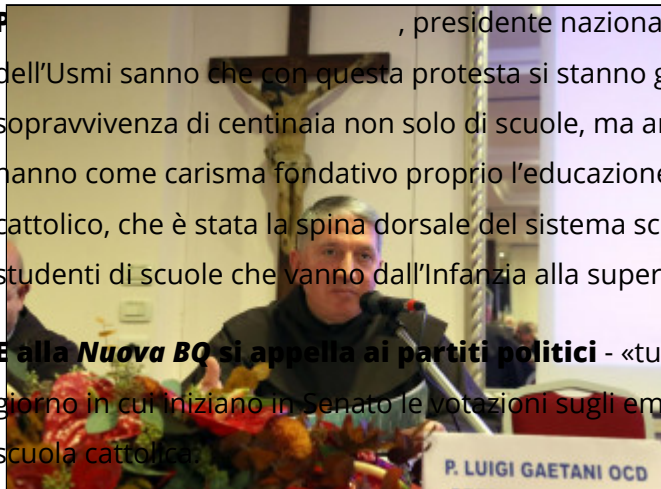 P , presidente naziona
dell'Usmi sanno che con questa protesta si stanno g
sopravvivenza di centinaia non solo di scuole, ma a
hanno come carisma fondativo proprio l'educazione
cattolico, che è stata la spina dorsale del sistema sc
studenti di scuole che vanno dall'Infanzia alla super
E alla Nuova BQ si appella ai partiti politici - «tu
giorno in cui iniziano in Senato le votazioni sugli em
scuola cattolica.
P. LUIGI GAETANI OCD